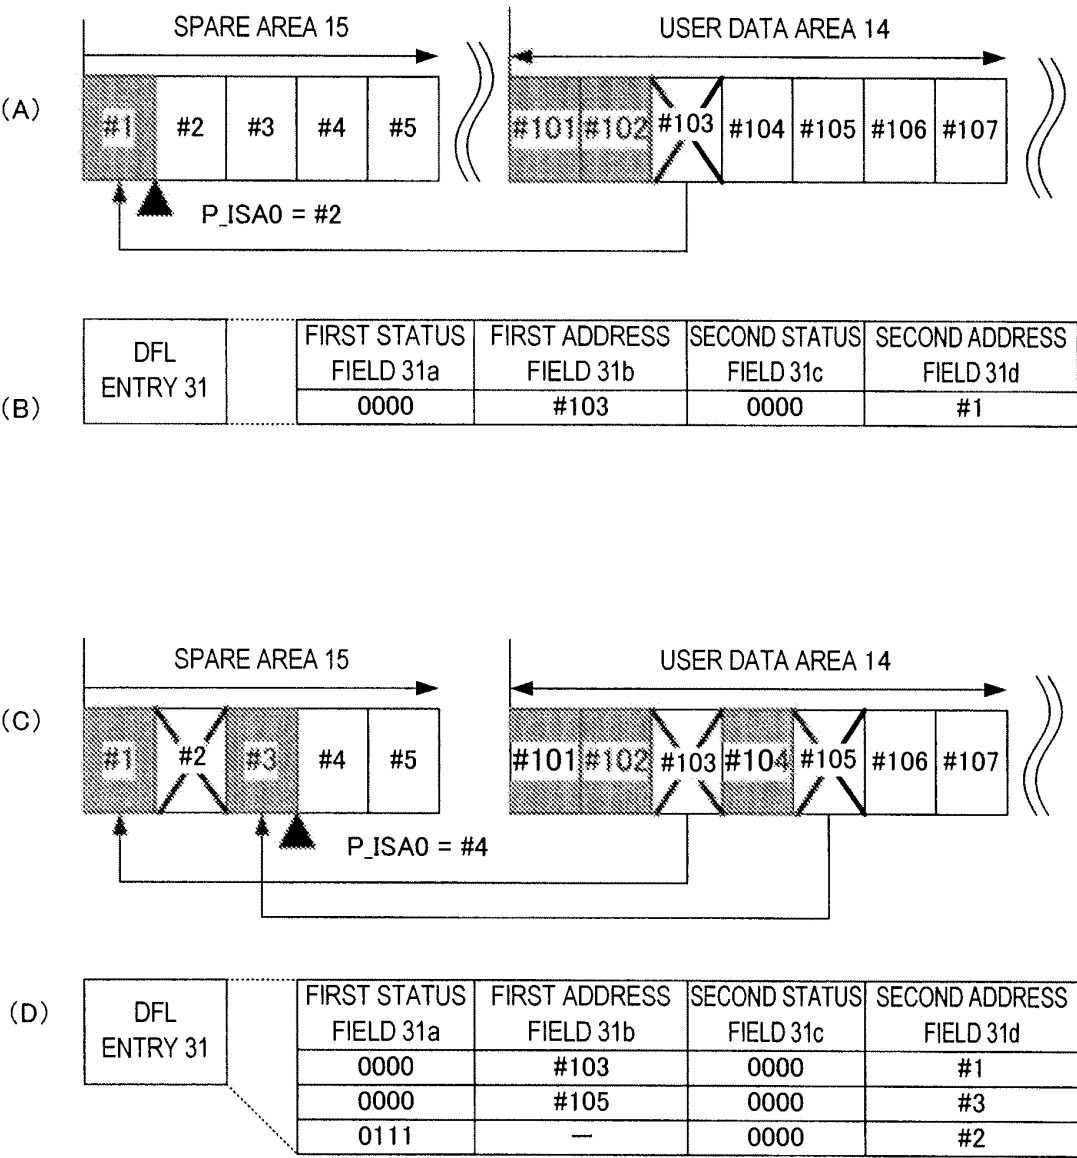 SPARE AREA 15
USER DATA AREA 14
(A)
#1 #2 #3 #4 #5 #101 #102 #103 #104 #105 #106 #107
P_ISA0 = #2
(B)
DFL
ENTRY 31
FIRST STATUS FIELD 31a
FIRST ADDRESS FIELD 31b
SECOND STATUS FIELD 31c
SECOND ADDRESS FIELD 31d
0000 #103 0000 #1
SPARE AREA 15
USER DATA AREA 14
(C)
#1 #2 #3 #4 #5 #101 #102 #103 #104 #105 #106 #107
P_ISA0 = #4
(D)
DFL
ENTRY 31
FIRST STATUS FIELD 31a
FIRST ADDRESS FIELD 31b
SECOND STATUS FIELD 31c
SECOND ADDRESS FIELD 31d
0000 #103 0000 #1
0000 #105 0000 #3
0111 — 0000 #2